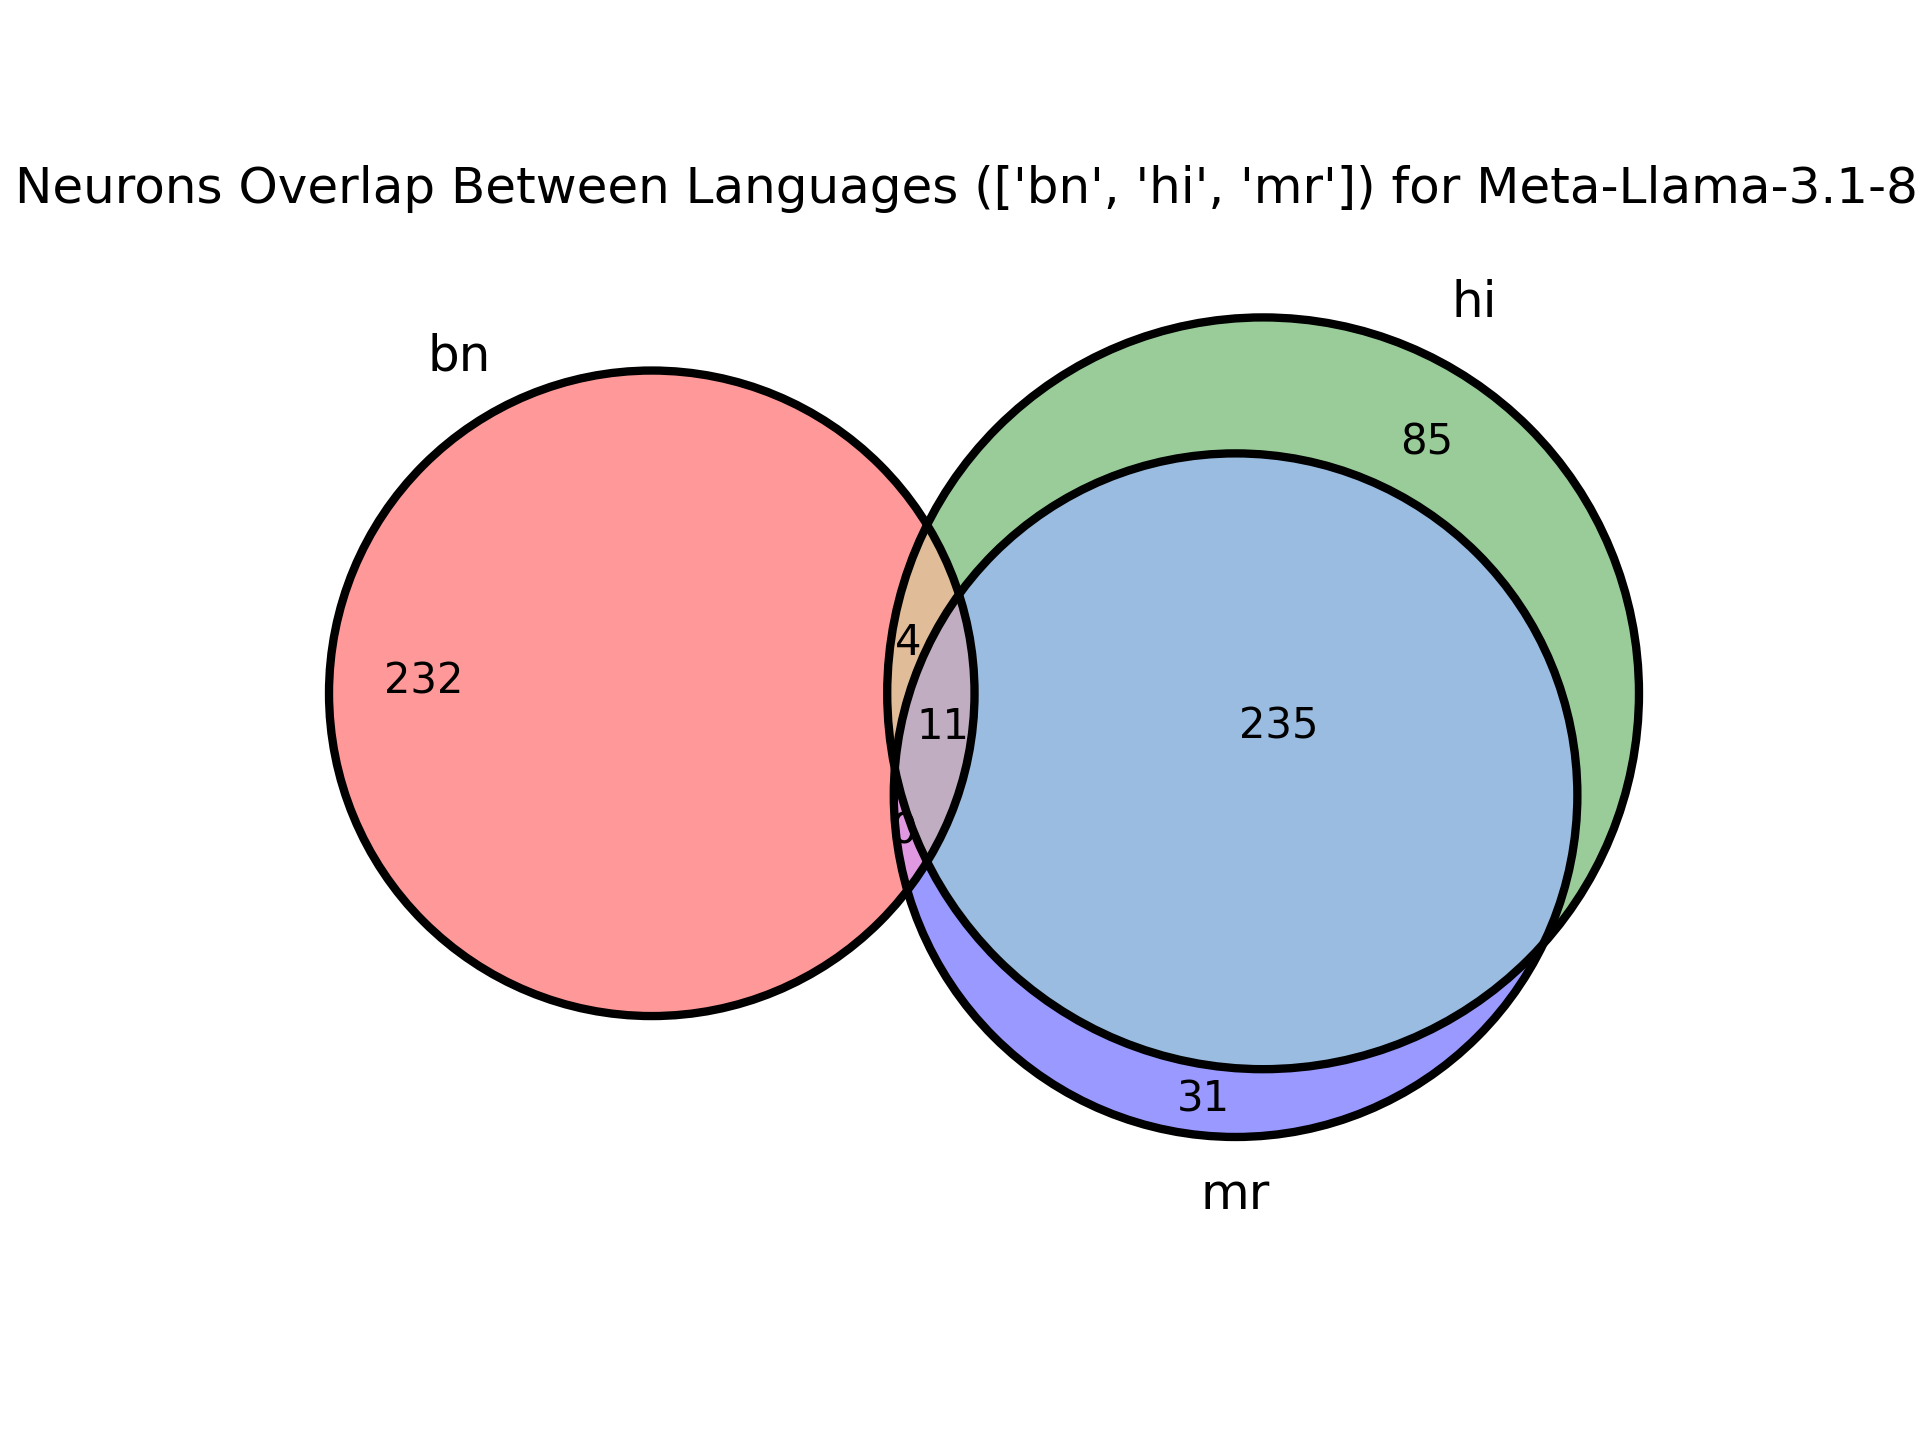 Neurons Overlap Between Languages (['bn', 'hi', 'mr']) for Meta-Llama-3.1-8
hi
bn
85
4
232
11
235
0
31
mr